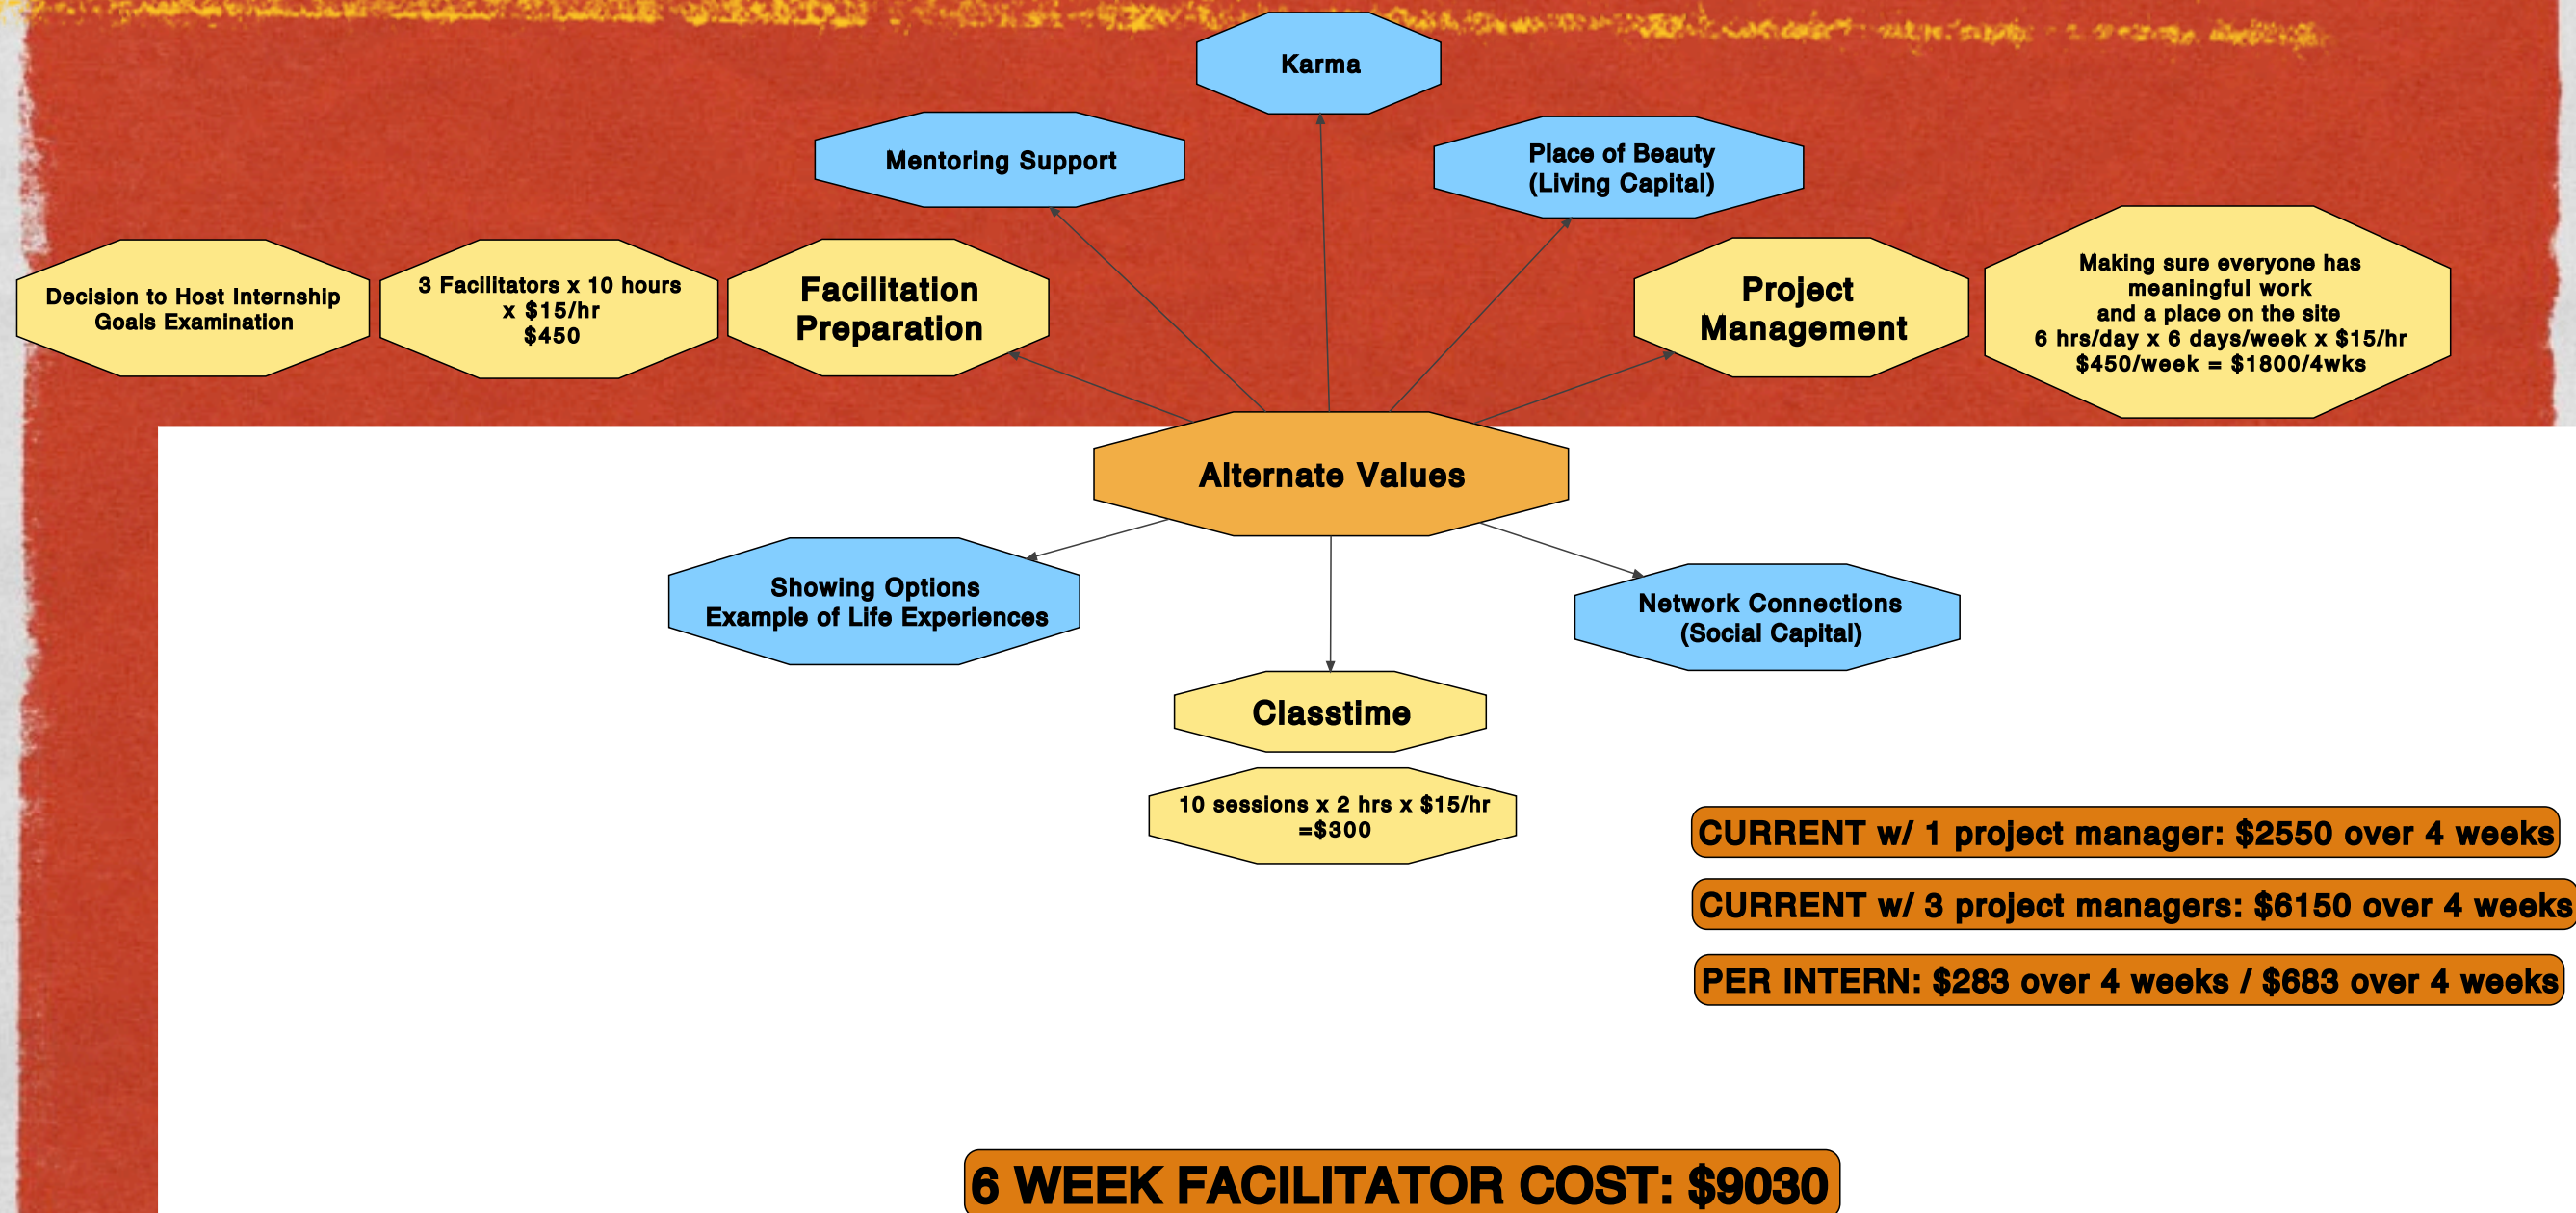 Karma
Mentoring Support
Place of Beauty
(Living Capital)
Decision to Host Internship
Goals Examination
3 Facilitators x 10 hours
x $15/hr
$450
Facilitation
Preparation
Project
Management
Making sure everyone has
meaningful work
and a place on the site
6 hrs/day x 6 days/week x $15/hr
$450/week = $1800/4wks
Alternate Values
Showing Options
Example of Life Experiences
Network Connections
(Social Capital)
Classtime
10 sessions x 2 hrs x $15/hr
=$300
CURRENT w/ 1 project manager: $2550 over 4 weeks
CURRENT w/ 3 project managers: $6150 over 4 weeks
PER INTERN: $283 over 4 weeks / $683 over 4 weeks
6 WEEK FACILITATOR COST: $9030